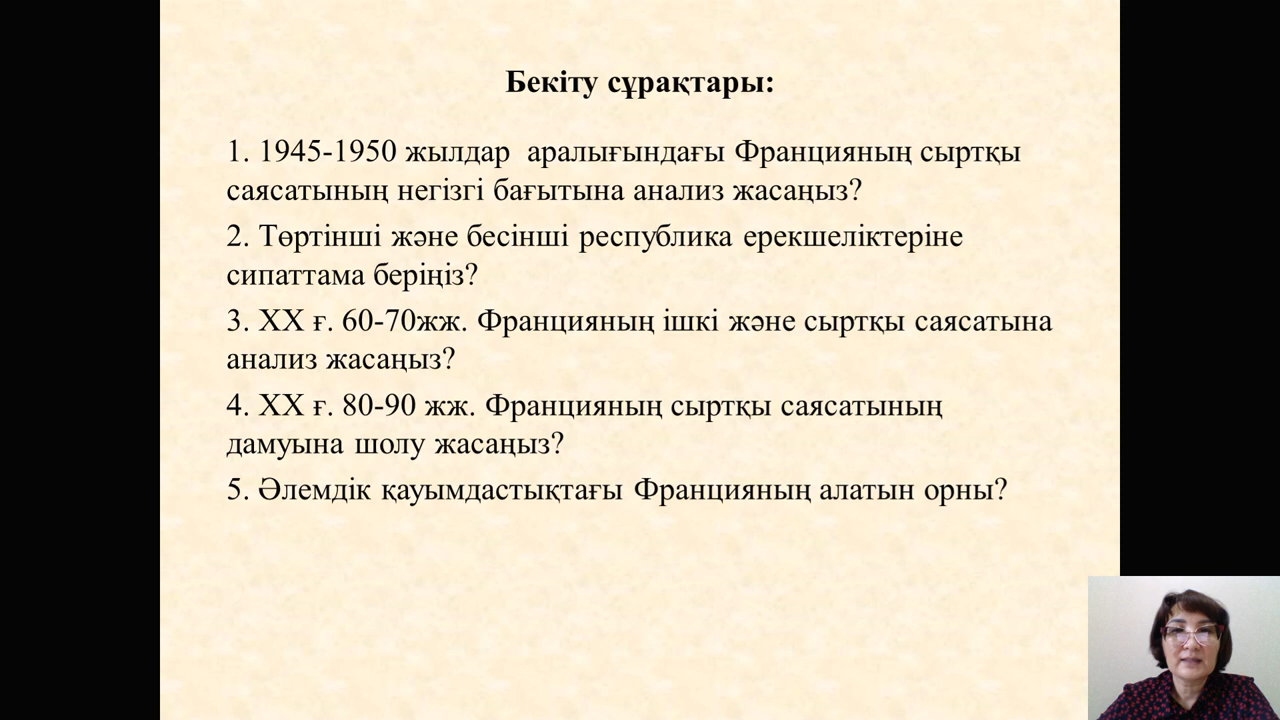 Бекіту сұрақтары:
1. 1945-1950 жылдар аралығындағы Францияның сыртқы
саясатының негізгі бағытына анализ жасаңыз?
2. Төртінші және бесінші республика ерекшеліктеріне
сипаттама беріңіз?
3. ХХ ғ. 60-70жж. Францияның ішкі және сыртқы саясатына
анализ жасаңыз?
4. ХХ ғ. 80-90 жж. Францияның сыртқы саясатының
дамуына шолу жасаңыз?
5. Әлемдік қауымдастықтағы Францияның алатын орны?